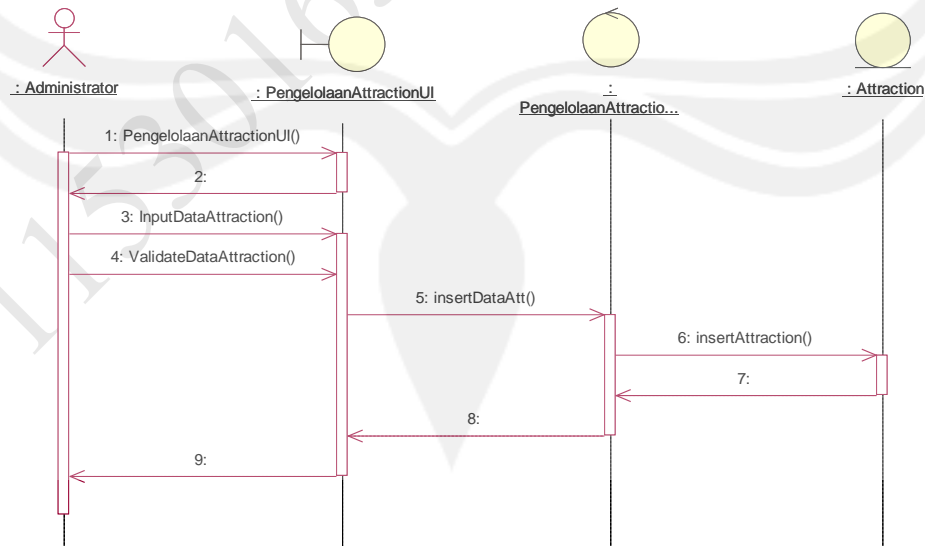 : Administrator
: PengelolaanAttractionUI
:
PengelolaanAttractio...
: Attraction
1: PengelolaanAttractionUI()
2:
3: InputDataAttraction()
4: ValidateDataAttraction()
5: insertDataAtt()
6: insertAttraction()
7:
8:
9: